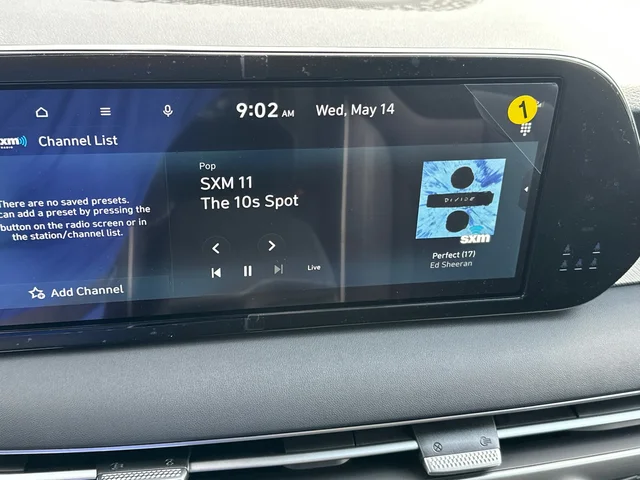 9:02 AM Wed, May 14
1
sxm
Channel List
Pop
SXM 11
The 10s Spot
There are no saved presets.
can add a preset by pressing the
button on the radio screen or in
the station/channel list.
DIVIDE
sxm
Perfect (17)
Ed Sheeran
Live
Add Channel